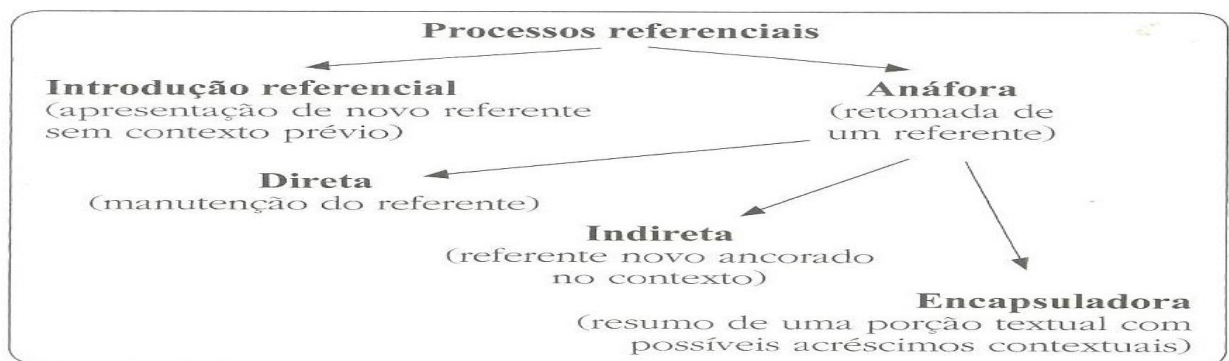 Processos referenciais
Introdução referencial
(apresentação de novo referente
sem contexto prévio)
Anáfora
(retomada de
um referente)
Direta
(manutenção do referente)
Indireta
(referente novo ancorado
no contexto)
Encapsuladora
(resumo de uma porção textual com
possíveis acréscimos contextuais)